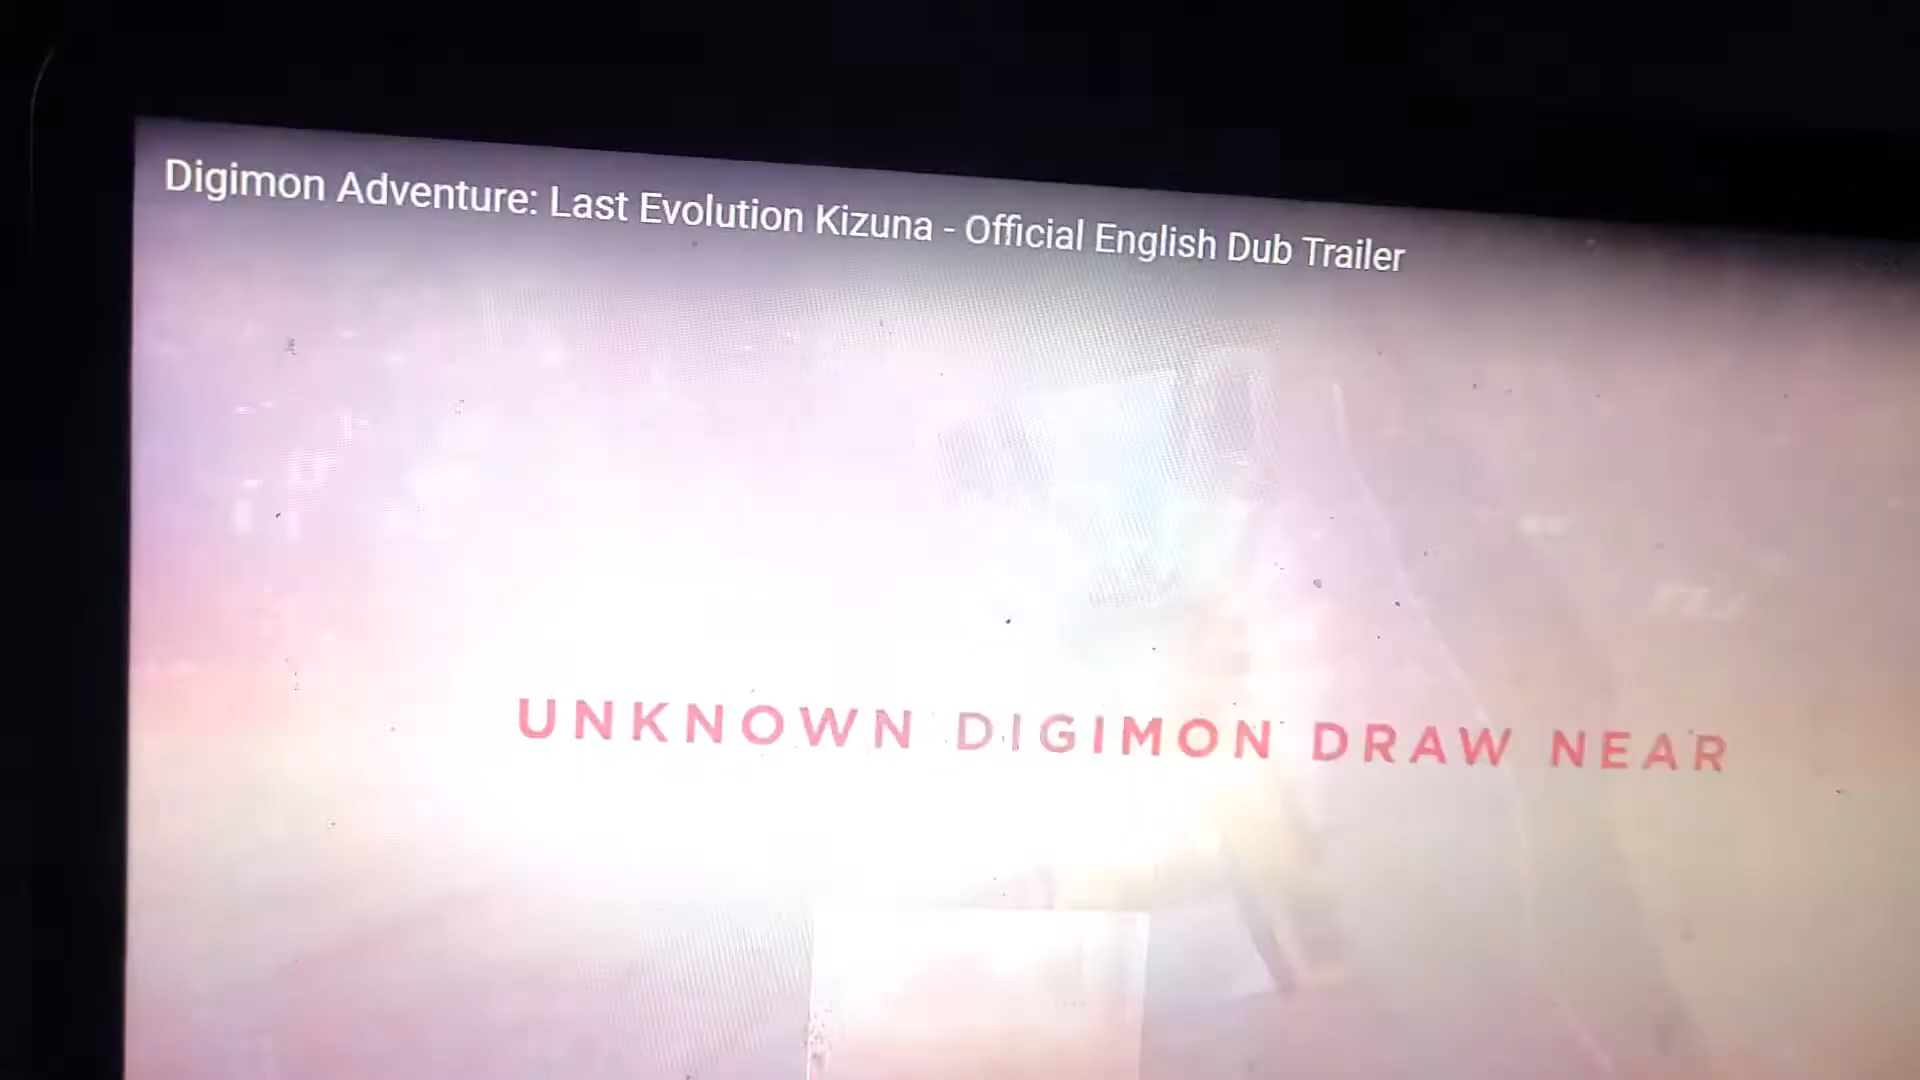 Digimon Adventure: Last Evolution Kizuna - Official English Dub Trailer
UNKNOWN DIGIMON DRAW NEAR